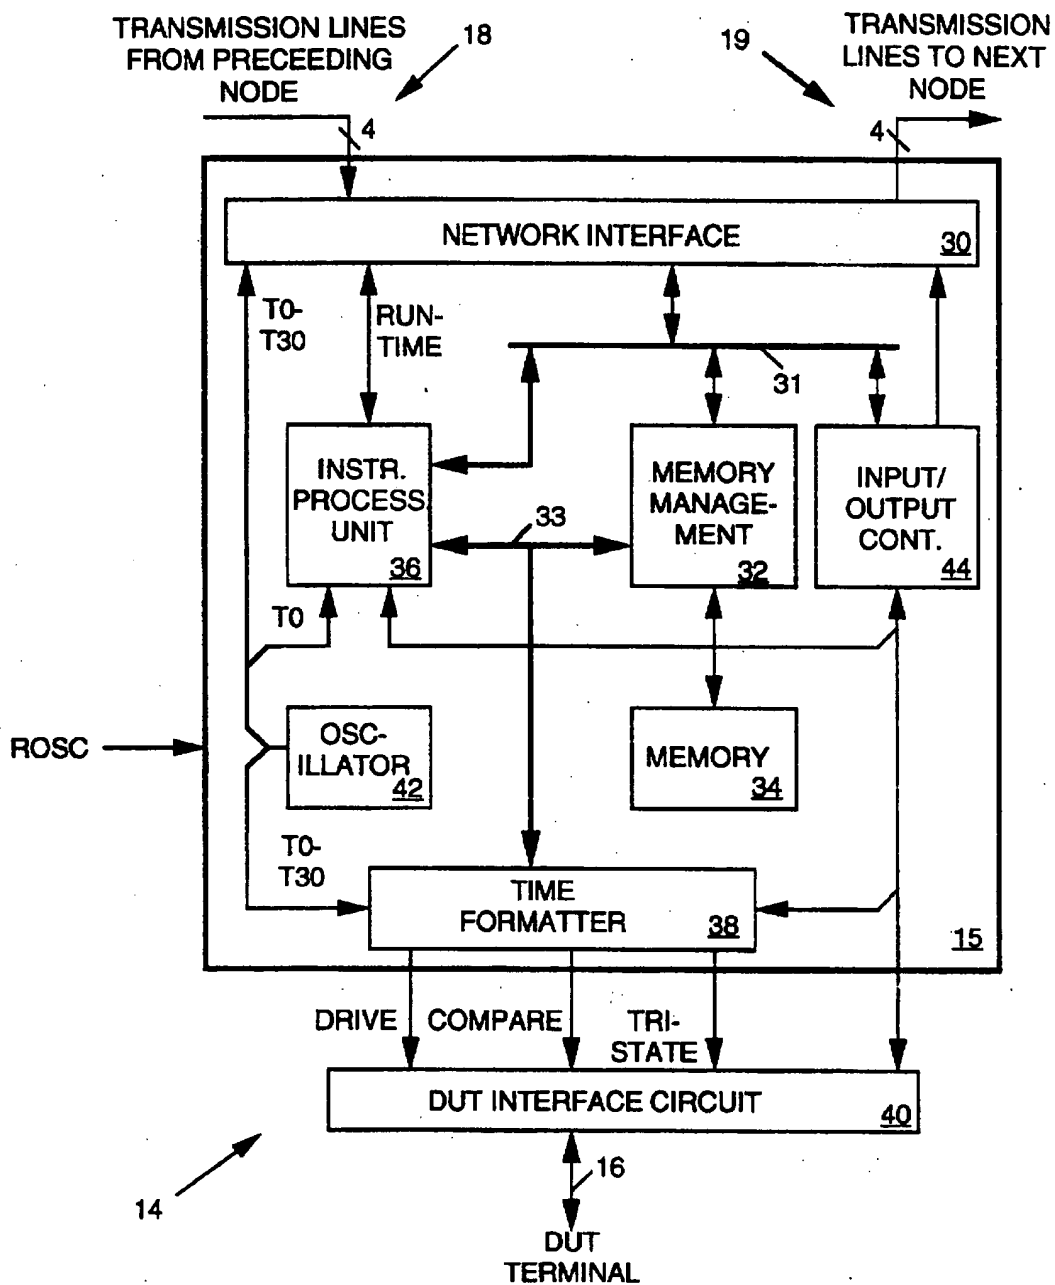 TRANSMISSION LINES
FROM PRECEEDING
NODE
18
19
TRANSMISSION
LINES TO NEXT
NODE
4
4
NETWORK INTERFACE
30
T0-
T30
RUN-
TIME
31
INSTR.
PROCESS
UNIT
36
33
MEMORY
MANAGE-
MENT
32
INPUT/
OUTPUT
CONT.
44
T0
ROSC
OSC-
ILLATOR
42
MEMORY
34
T0-
T30
TIME
FORMATTER
38
15
DRIVE
COMPARE
TRI-
STATE
DUT INTERFACE CIRCUIT
40
14
16
DUT
TERMINAL